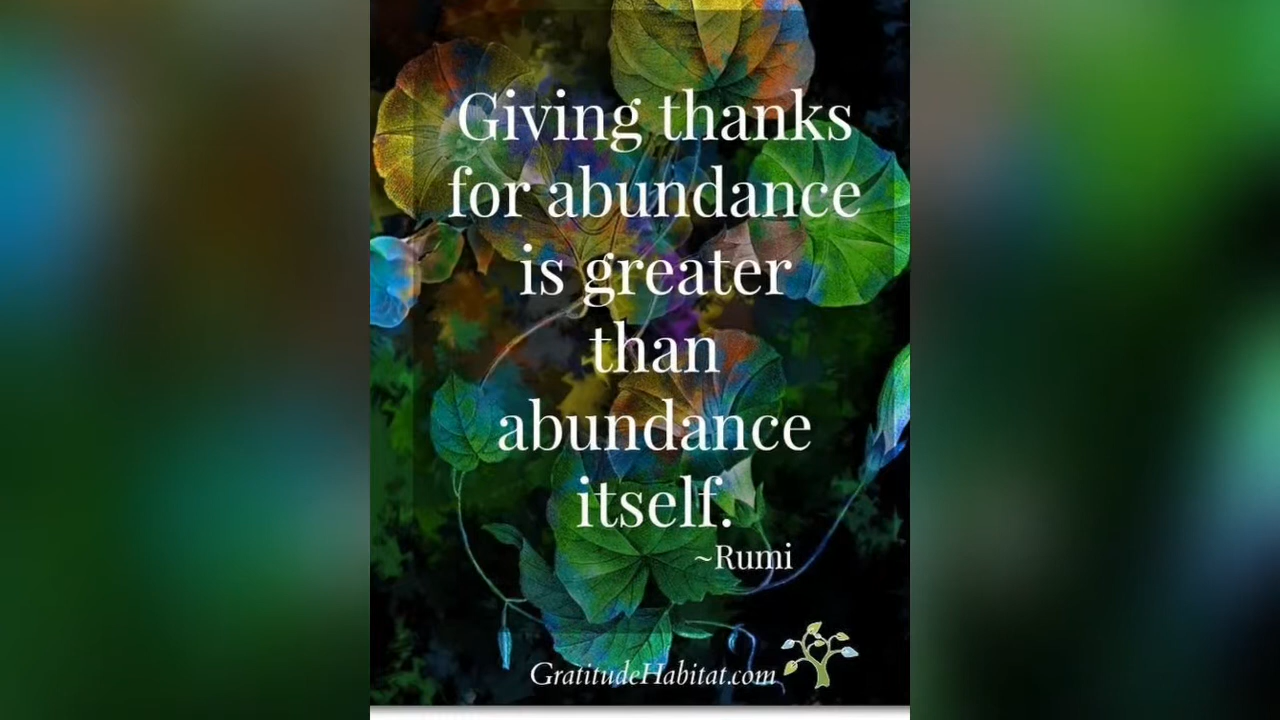 Giving thanks
for abundance
is greater
than
abundance
itself.
~Rumi
GratitudeHabitat.com